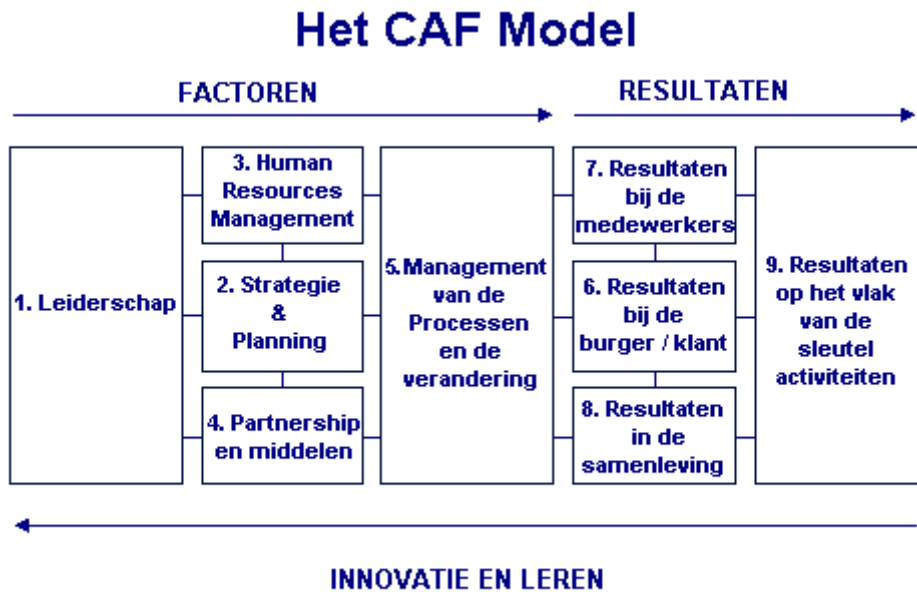 Het CAF Model
FACTOREN
RESULTATEN
1. Leiderschap
3. Human
Resources
Management
2. Strategie
&
Planning
4. Partnership
en middelen
5. Management
van de
Processen
en de
verandering
7. Resultaten
bij de
medewerkers
6. Resultaten
bij de
burger / klant
8. Resultaten
in de
samenleving
9. Resultaten
op het vlak
van de
sleutel
activiteiten
INNOVATIE EN LEREN